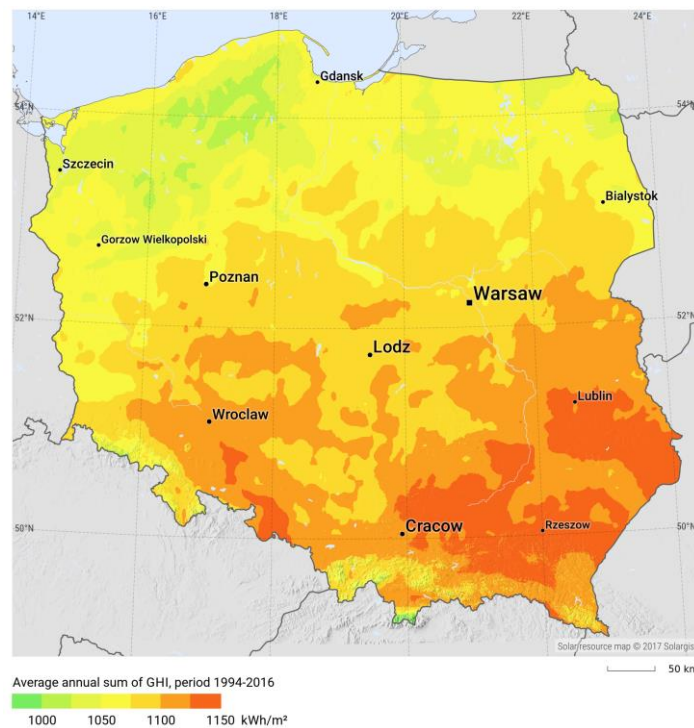 14°E 16°E 18°E 20°E 22°E 24°E
Gdansk
54°N 54°N
Szczecin
Bialystok
Gorzow Wielkopolski
Poznan
Warsaw
52°N 52°N
Lodz
Lublin
Wroclaw
50°N 50°N
Cracow
Rzeszow
Solar resource map © 2017 Solargis
50 km
Average annual sum of GHI, period 1994-2016
1000 1050 1100 1150 kWh/m²